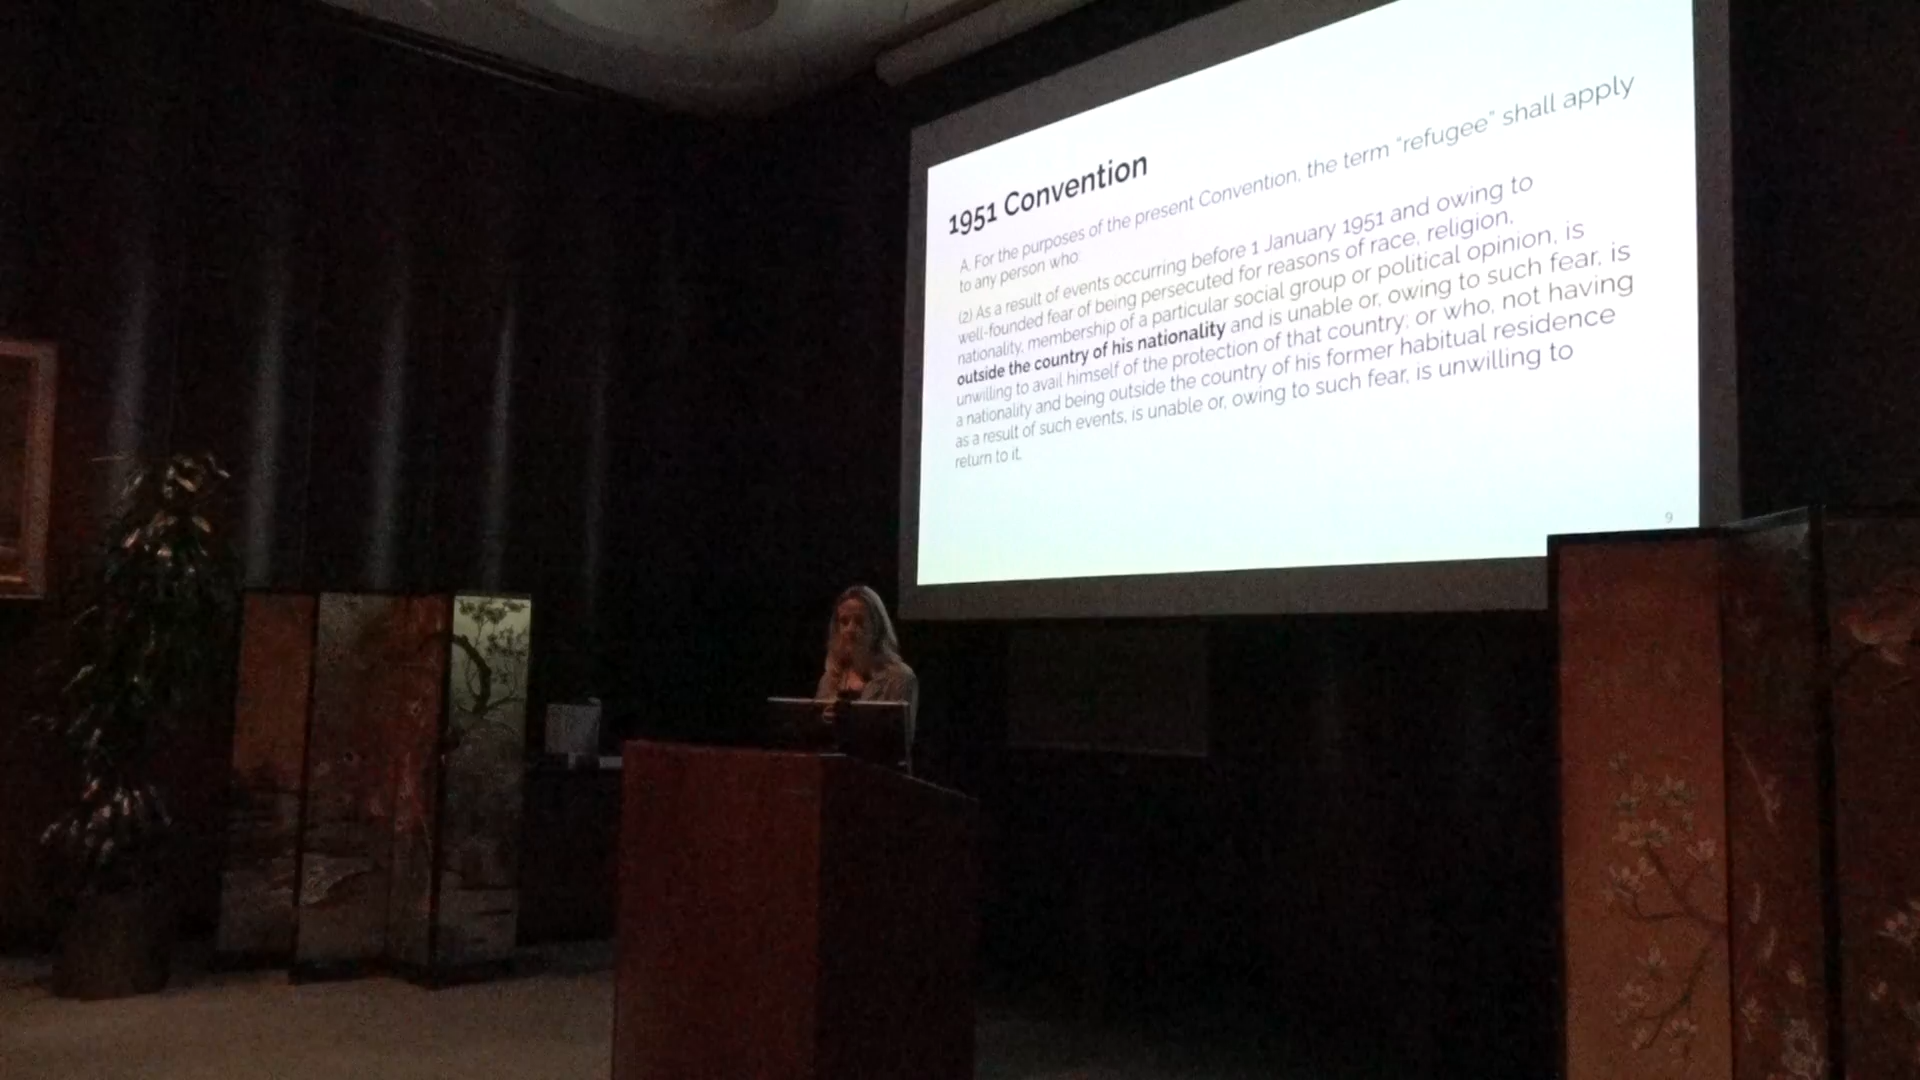 1951 Convention
A. For the purposes of the present Convention, the term “refugee” shall apply
to any person who:
(2) As a result of events occurring before 1 January 1951 and owing to
well-founded fear of being persecuted for reasons of race, religion,
nationality, membership of a particular social group or political opinion, is
outside the country of his nationality and is unable or, owing to such fear, is
unwilling to avail himself of the protection of that country; or who, not having
a nationality and being outside the country of his former habitual residence
as a result of such events, is unable or, owing to such fear, is unwilling to
return to it.
9